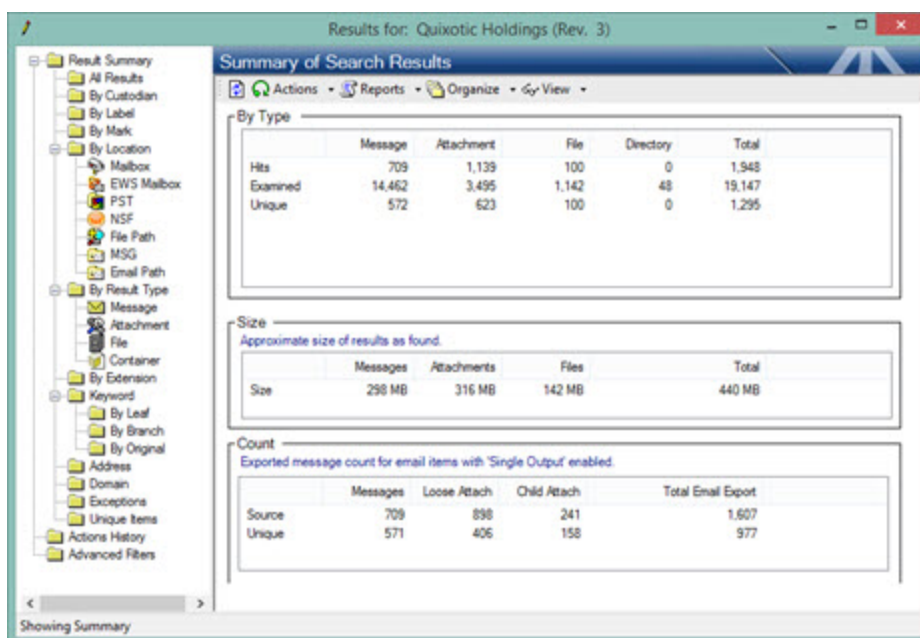 Results for: Quixotic Holdings (Rev. 3)
Result Summary
All Results
By Custodian
By Label
By Mark
By Location
Mailbox
EWS Mailbox
PST
NSF
File Path
MSG
Email Path
By Result Type
Message
Attachment
File
Container
By Extension
Keyword
By Leaf
By Branch
By Original
Address
Domain
Exceptions
Unique Items
Actions History
Advanced Filters
Summary of Search Results
Actions Reports Organize View
By Type
Message Attachment File Directory Total
Hits 709 1,139 100 0 1,948
Examined 14,462 3,495 1,142 48 19,147
Unique 572 623 100 0 1,295
Size
Approximate size of results as found.
Messages Attachments Files Total
Size 298 MB 316 MB 142 MB 440 MB
Count
Exported message count for email items with 'Single Output' enabled.
Messages Loose Attach Child Attach Total Email Export
Source 709 898 241 1,607
Unique 571 406 158 977
Showing Summary